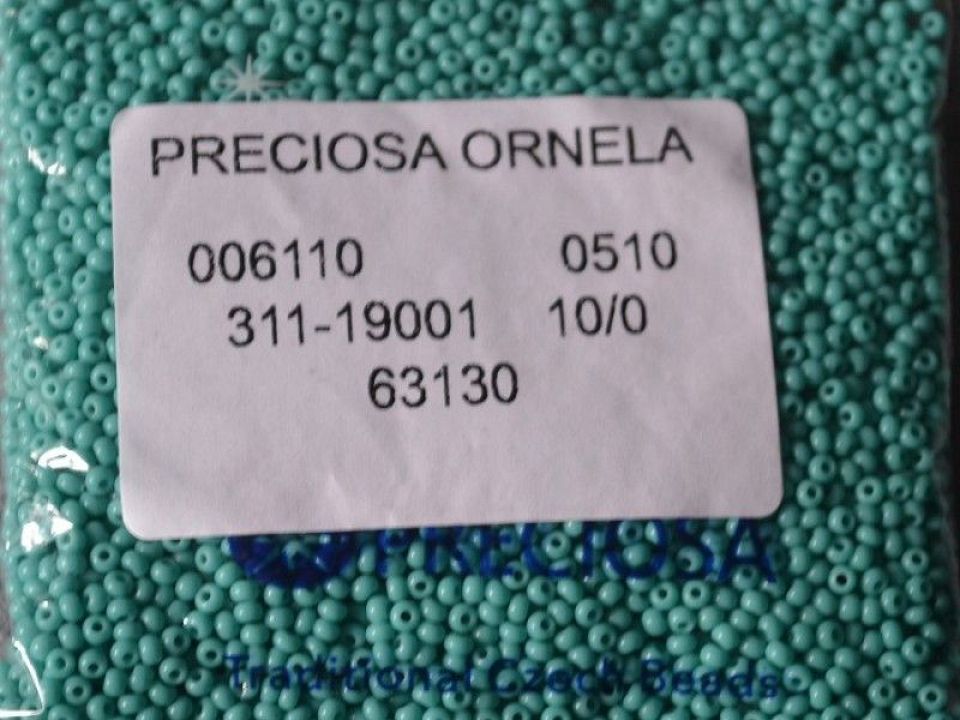 PRECIOSA ORNELA
006110 0510
311-19001 10/0
63130
PRECIOSA
Traditional Czech Beads